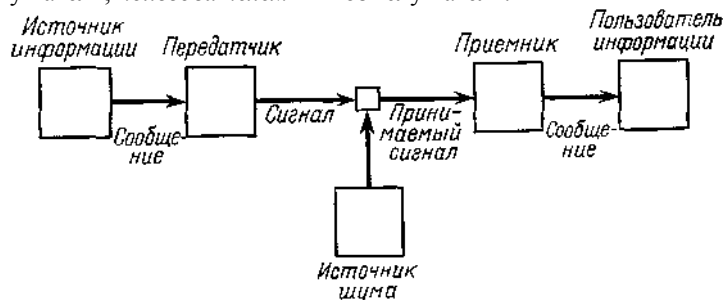 Источник
информации
Передатчик
Приемник
Пользователь
информации
Сообще-
ние
Сигнал
Прини-
маемый
сигнал
Сообще-
ние
Источник
шума